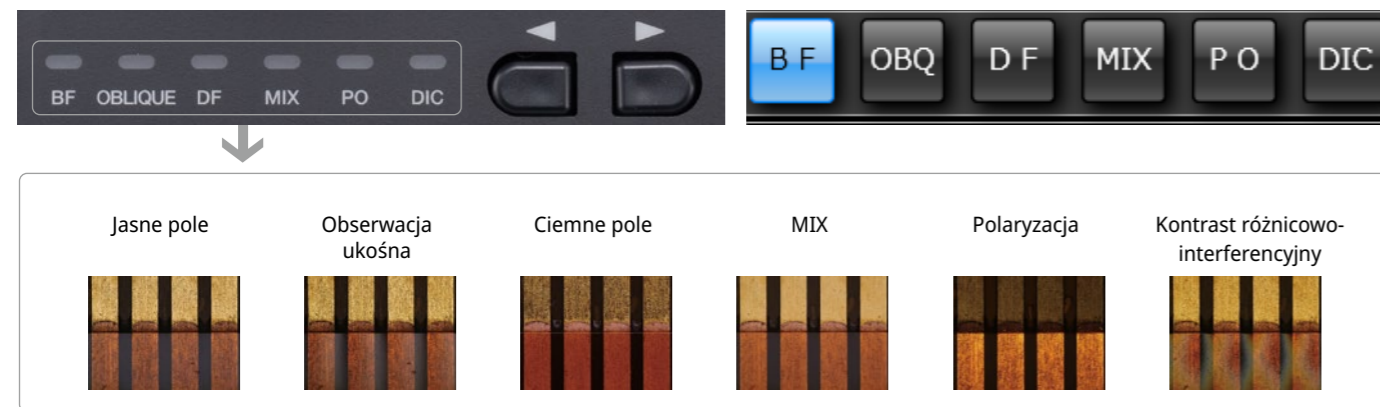 BF OBLIQUE DF MIX PO DIC
B F OBQ D F MIX P O DIC
Jasne pole
Obserwacja
ukośna
Ciemne pole
MIX
Polaryzacja
Kontrast różnicowo-
interferencyjny